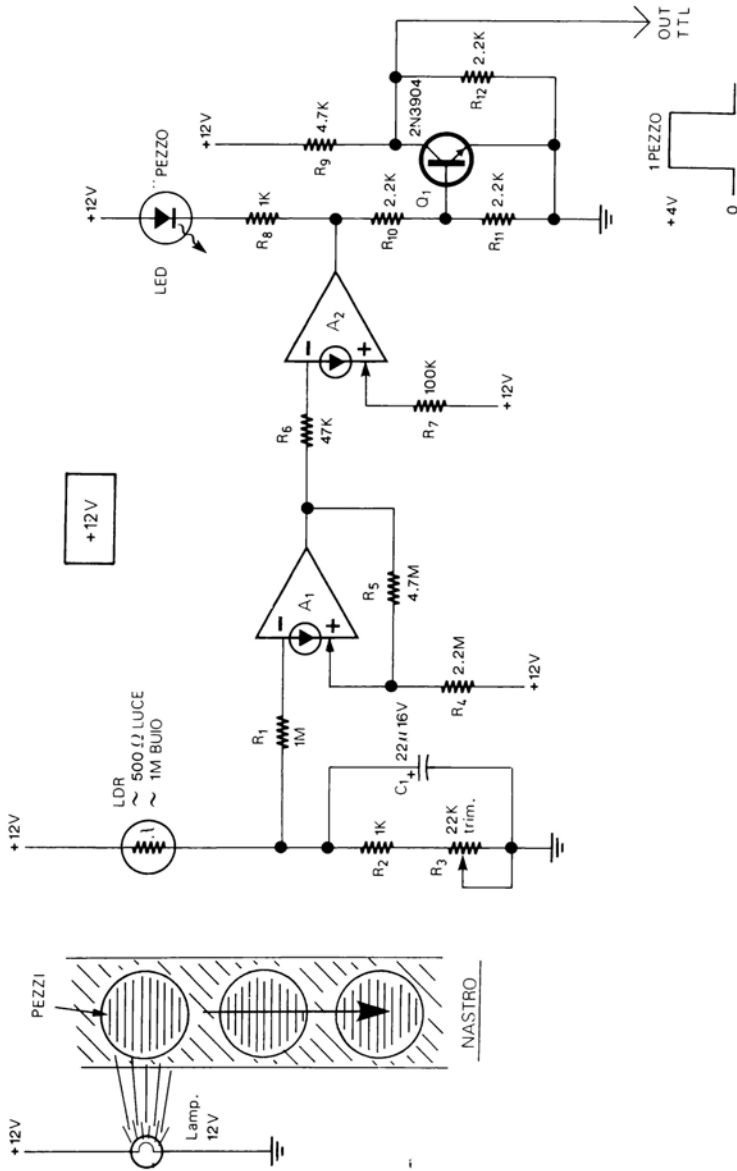 +12V
Lamp.
12V
PEZZI
NASTRO
+12V
LDR
~ 500 Ω LUCE
~ 1M BUIO
R1
1M
C1
+
22µ 16V
R2
1K
R3
22K
trim.
R4
2.2M
+12V
A1
−
+
R5
4.7M
+12V
R6
47K
A2
−
+
R7
100K
+12V
+12V
LED
PEZZO
R8
1K
R10
2.2K
R11
2.2K
+12V
R9
4.7K
Q1
2N3904
R12
2.2K
OUT
TTL
+4V
1 PEZZO
0